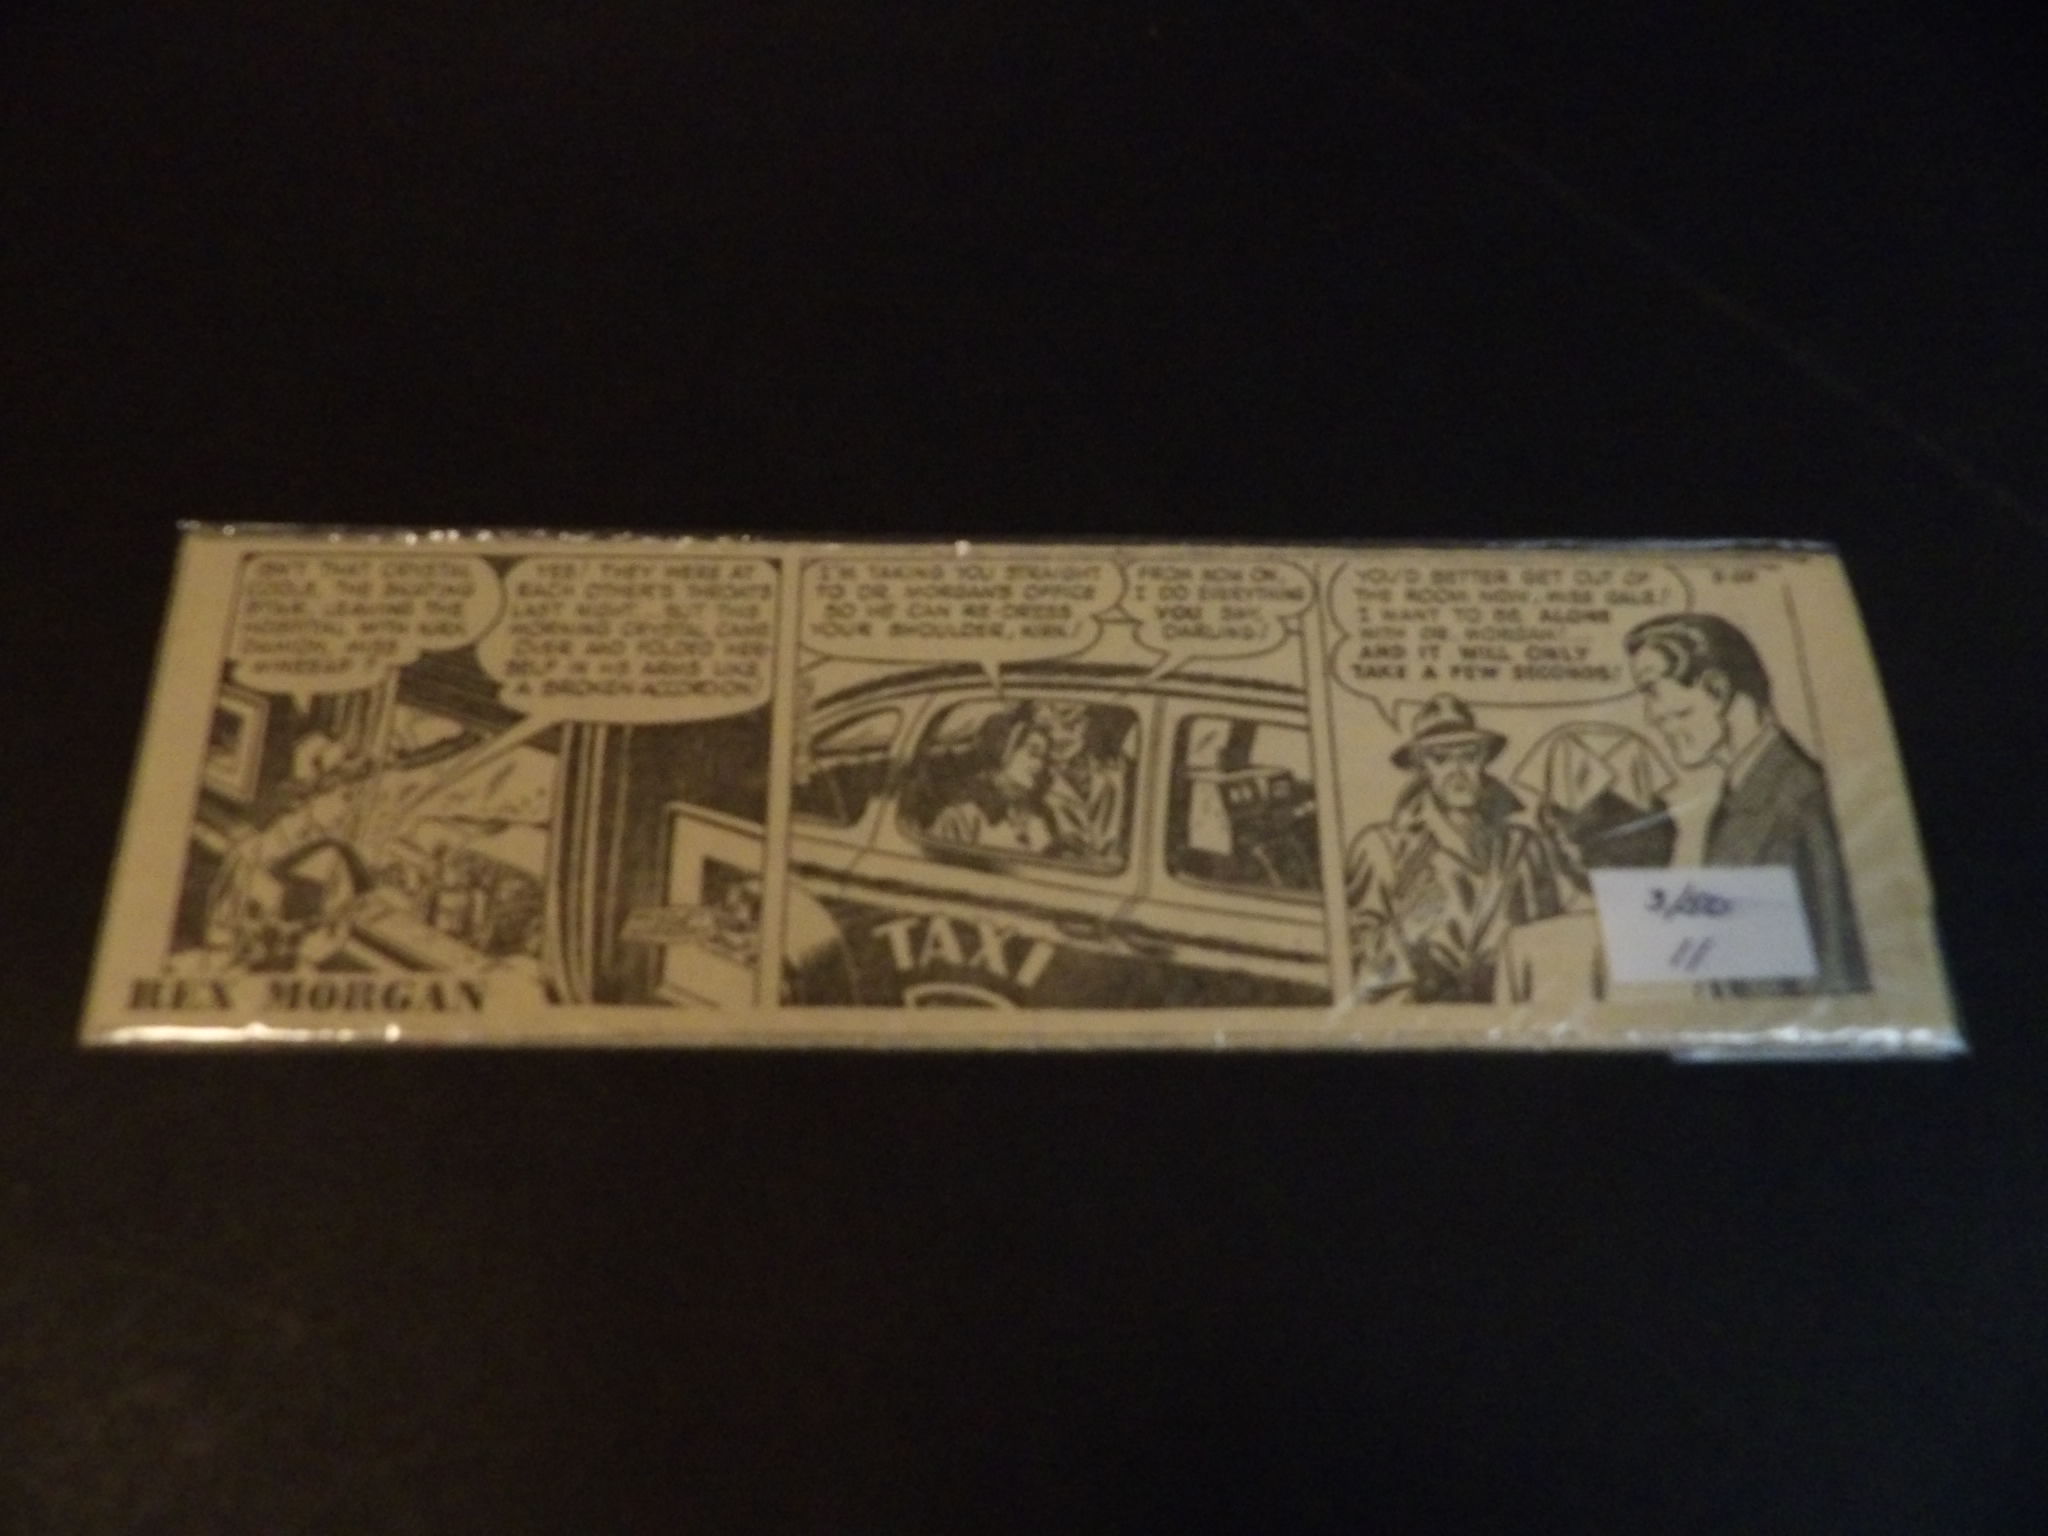 ISN'T THAT CRYSTAL
COOLE, THE SKATING
STAR, LEAVING THE
HOSPITAL WITH KIRK
DAMON, MISS
WINESAP?
YES! THEY WERE AT
EACH OTHER'S THROATS
LAST NIGHT... BUT THIS
MORNING CRYSTAL CAME
OVER AND FOLDED HER-
SELF IN HIS ARMS LIKE
A BROKEN ACCORDION!
REX MORGAN
I'M TAKING YOU STRAIGHT
TO DR. MORGAN'S OFFICE
SO HE CAN RE-DRESS
YOUR SHOULDER, KIRK!
FROM NOW ON,
I DO EVERYTHING
YOU SAY,
DARLING!
TAXI
YOU'D BETTER GET OUT OF
THE ROOM NOW, MISS GALE!
I WANT TO BE ALONE
WITH DR. MORGAN!...
AND IT WILL ONLY
TAKE A FEW SECONDS!